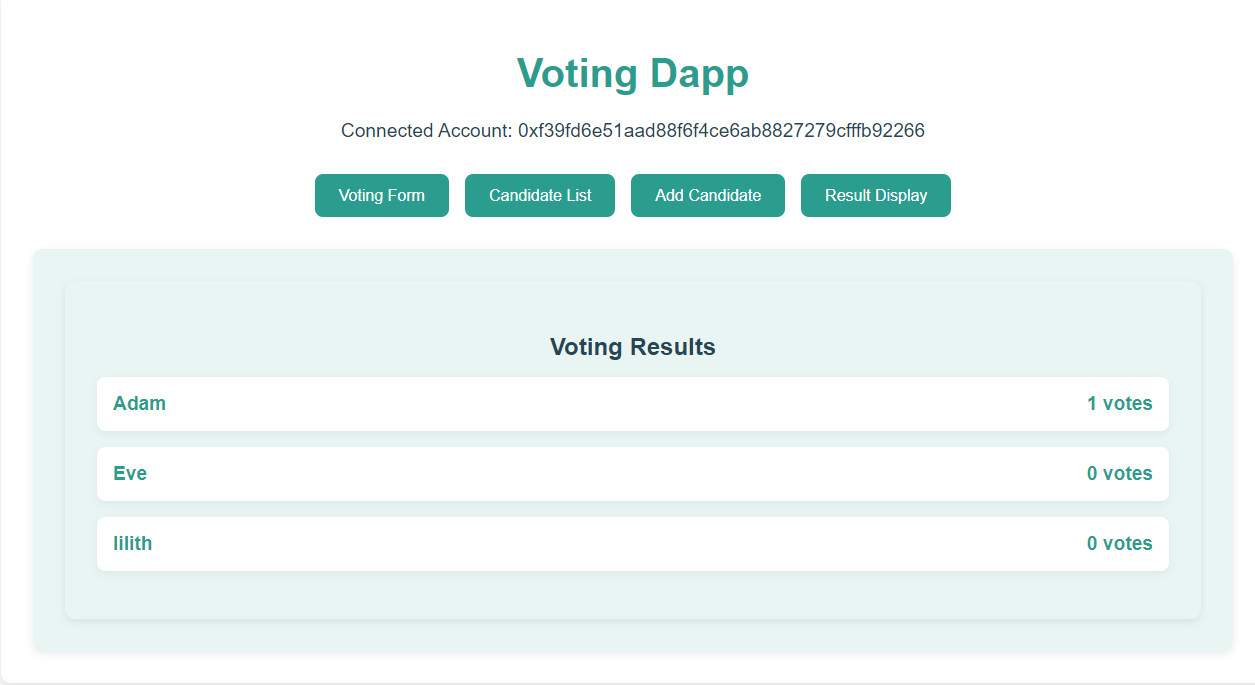 Voting Dapp
Connected Account: 0xf39fd6e51aad88f6f4ce6ab8827279cfffb92266
Voting Form Candidate List Add Candidate Result Display
Voting Results
Adam 1 votes
Eve 0 votes
lilith 0 votes